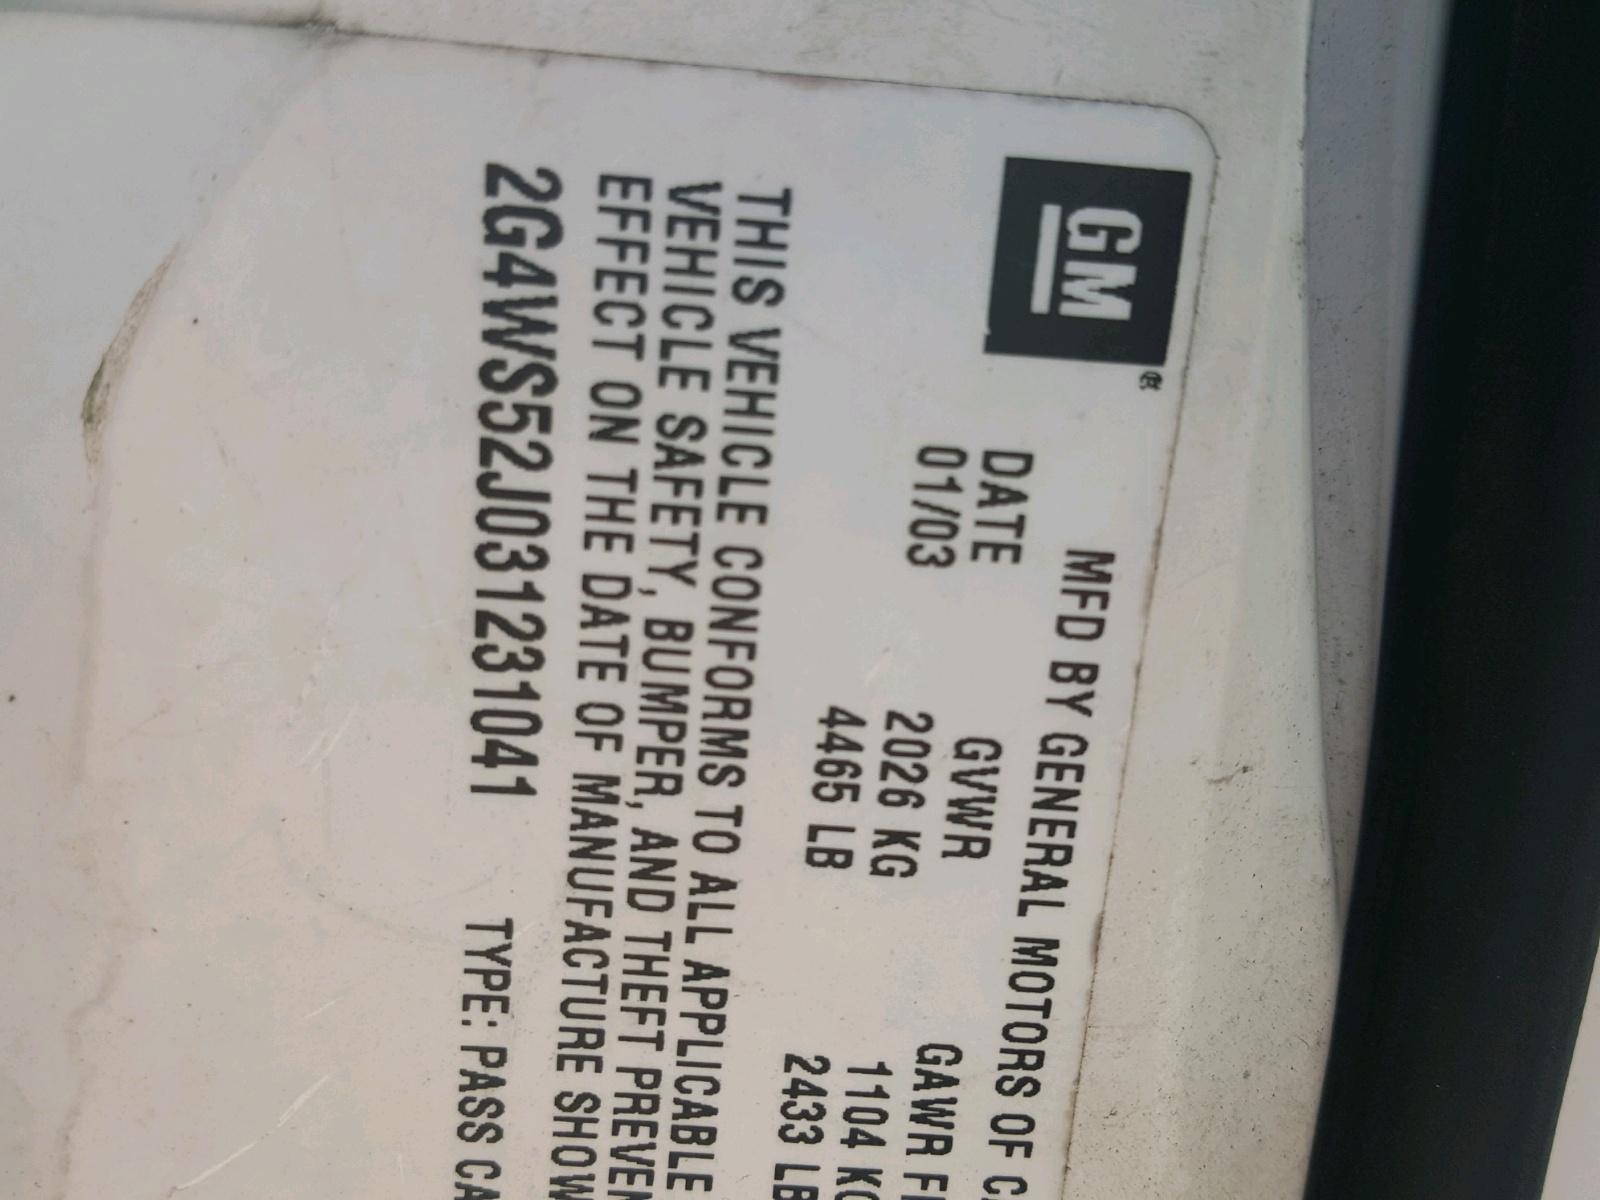 GM
MFD BY GENERAL MOTORS OF C
DATE GVWR GAWR F
01/03 2026 KG 1104 K
4465 LB 2433 LB
THIS VEHICLE CONFORMS TO ALL APPLICABLE
VEHICLE SAFETY, BUMPER, AND THEFT PREVEN
EFFECT ON THE DATE OF MANUFACTURE SHOW
2G4WS52J031231041 TYPE: PASS CA